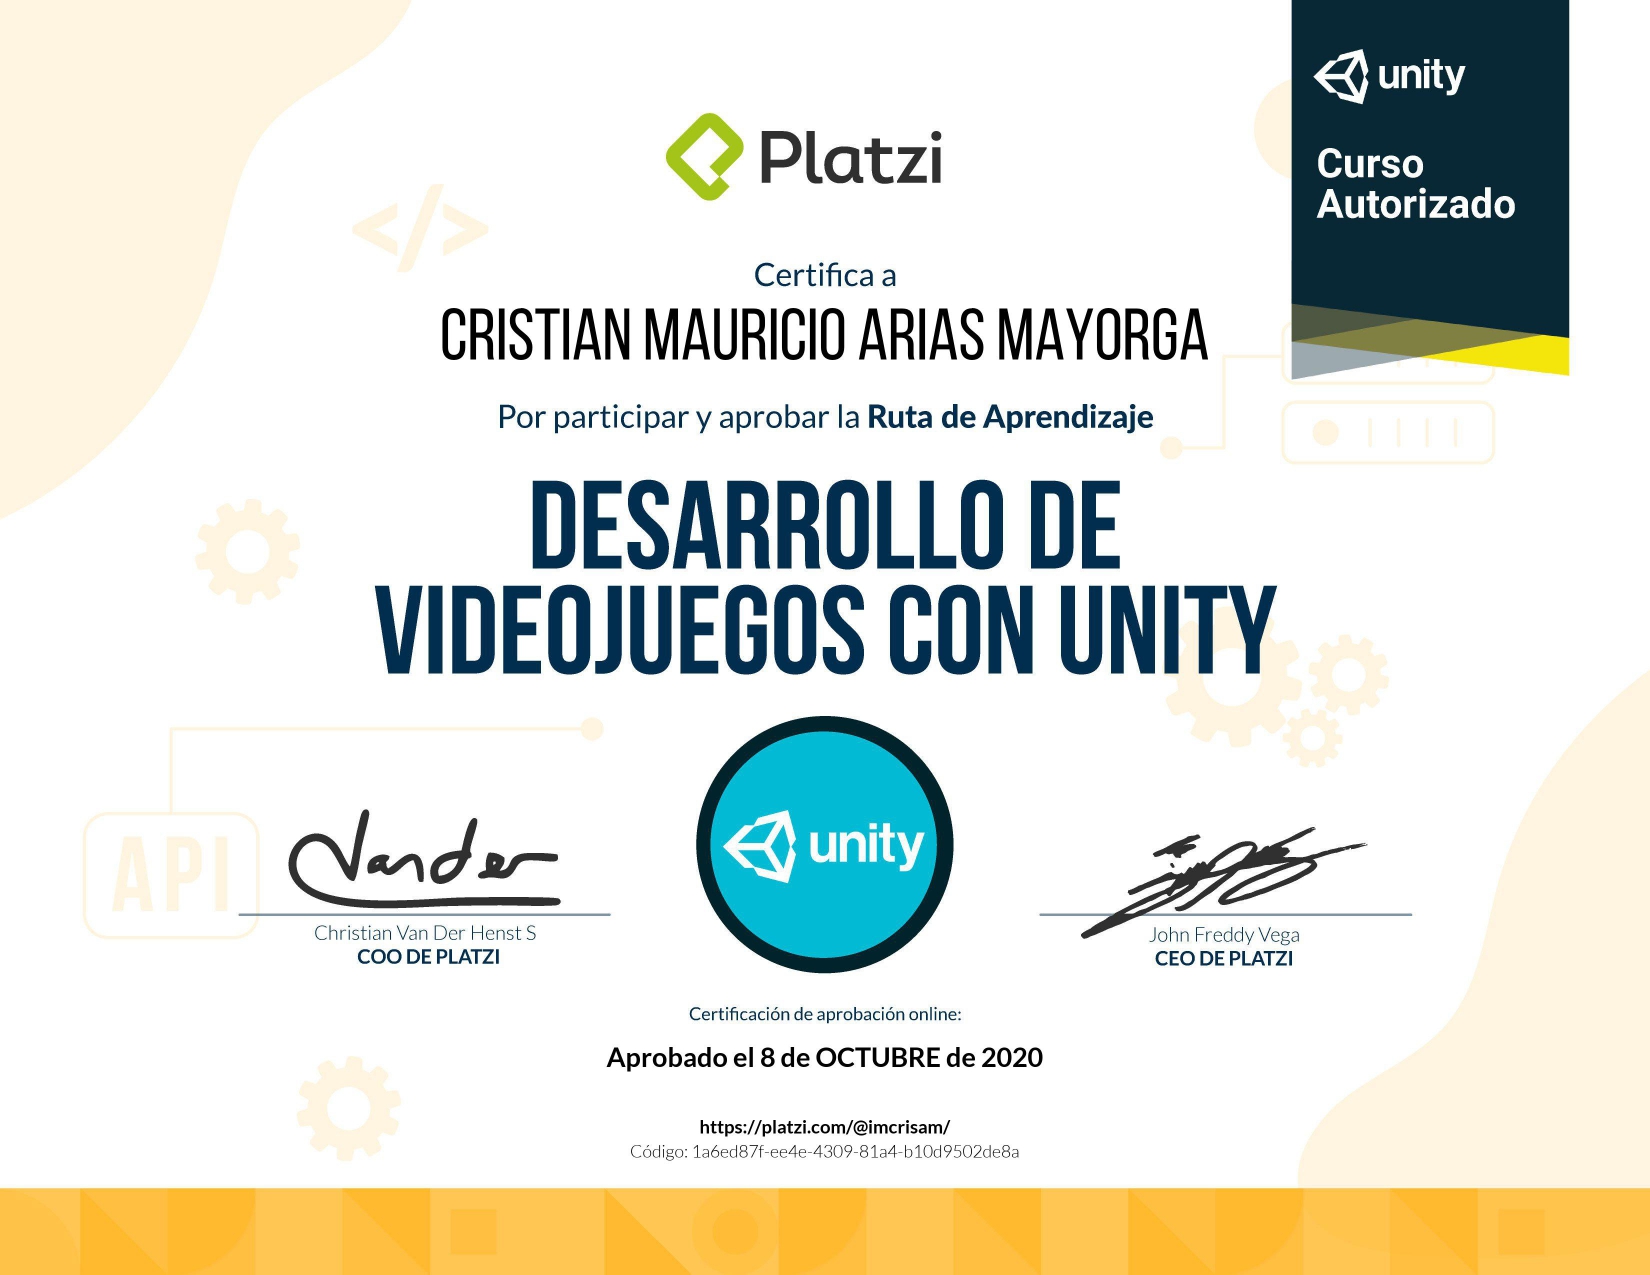 unity
Curso
Autorizado
Platzi
</>
Certifica a
CRISTIAN MAURICIO ARIAS MAYORGA
Por participar y aprobar la Ruta de Aprendizaje
DESARROLLO DE
VIDEOJUEGOS CON UNITY
API
Vander
unity
Christian Van Der Henst S
COO DE PLATZI
John Freddy Vega
CEO DE PLATZI
Certificación de aprobación online:
Aprobado el 8 de OCTUBRE de 2020
https://platzi.com/@imcrisam/
Código: 1a6ed87f-ee4e-4309-81a4-b10d9502de8a